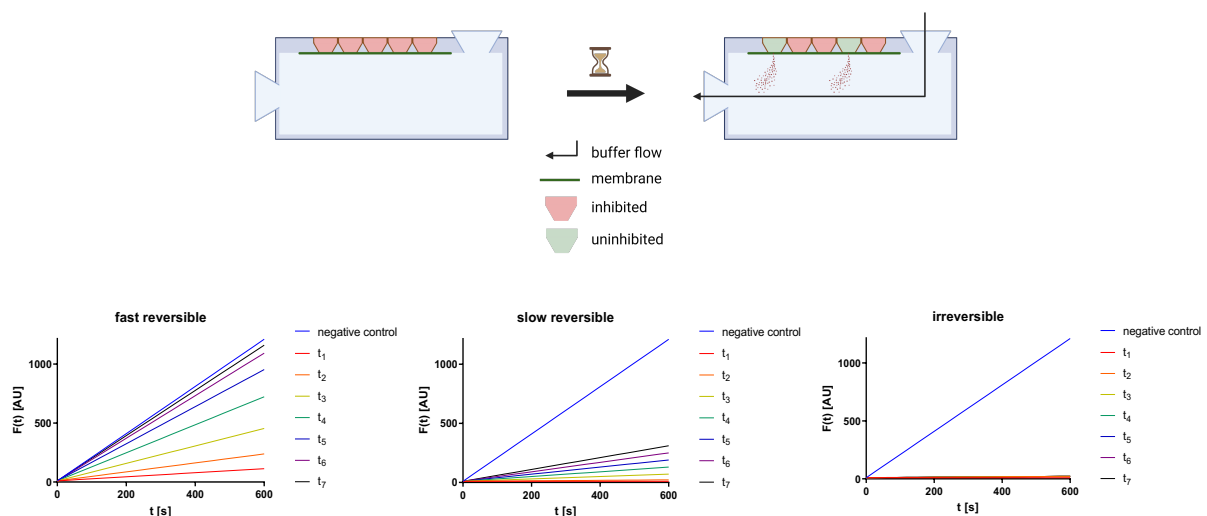 buffer flow
membrane
inhibited
uninhibited
fast reversible
F(t) [AU]
1000
500
0
0
200
400
600
t [s]
negative control
t1
t2
t3
t4
t5
t6
t7
slow reversible
F(t) [AU]
1000
500
0
0
200
400
600
t [s]
negative control
t1
t2
t3
t4
t5
t6
t7
irreversible
F(t) [AU]
1000
500
0
0
200
400
600
t [s]
negative control
t1
t2
t3
t4
t5
t6
t7